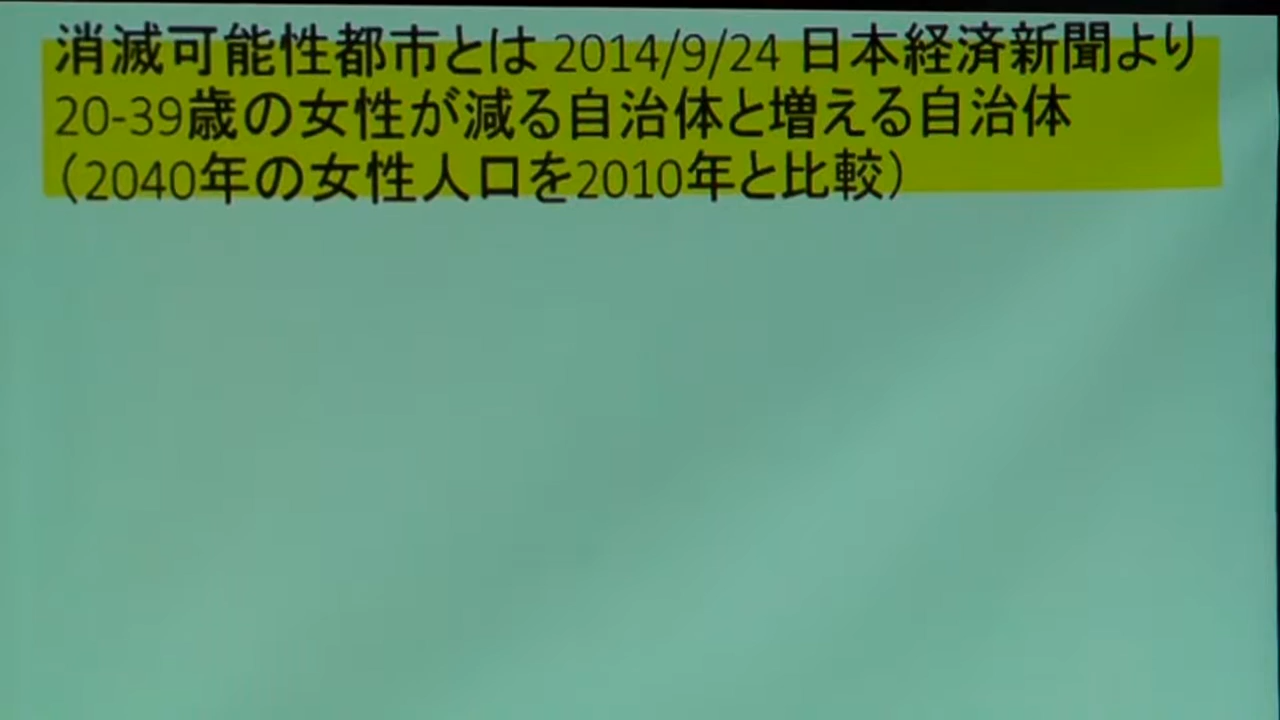 消滅可能性都市とは 2014/9/24 日本経済新聞より
20-39歳の女性が減る自治体と増える自治体
（2040年の女性人口を2010年と比較）